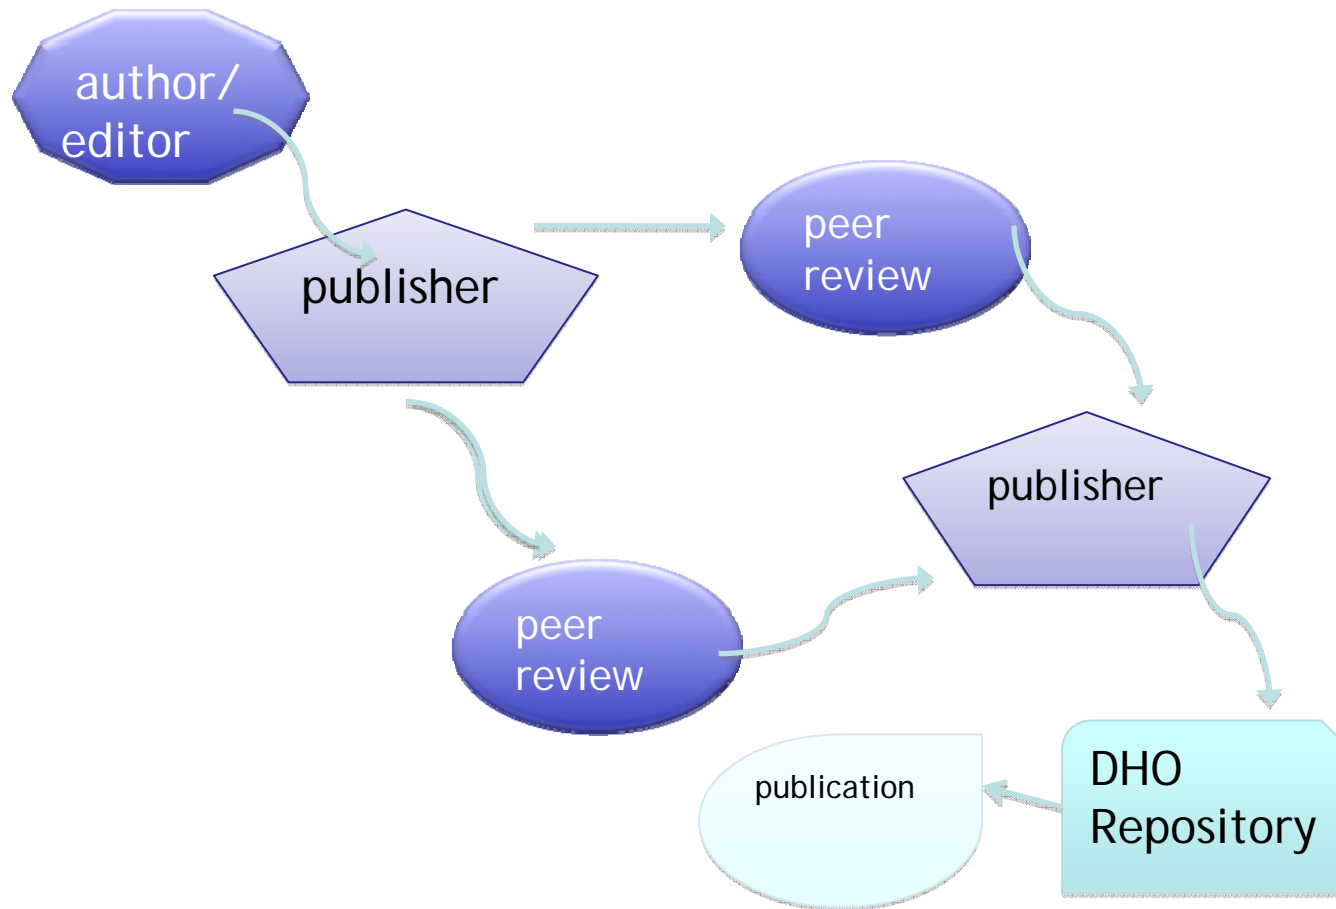 author/
editor
peer
review
publisher
publisher
peer
review
publication
DHO
Repository